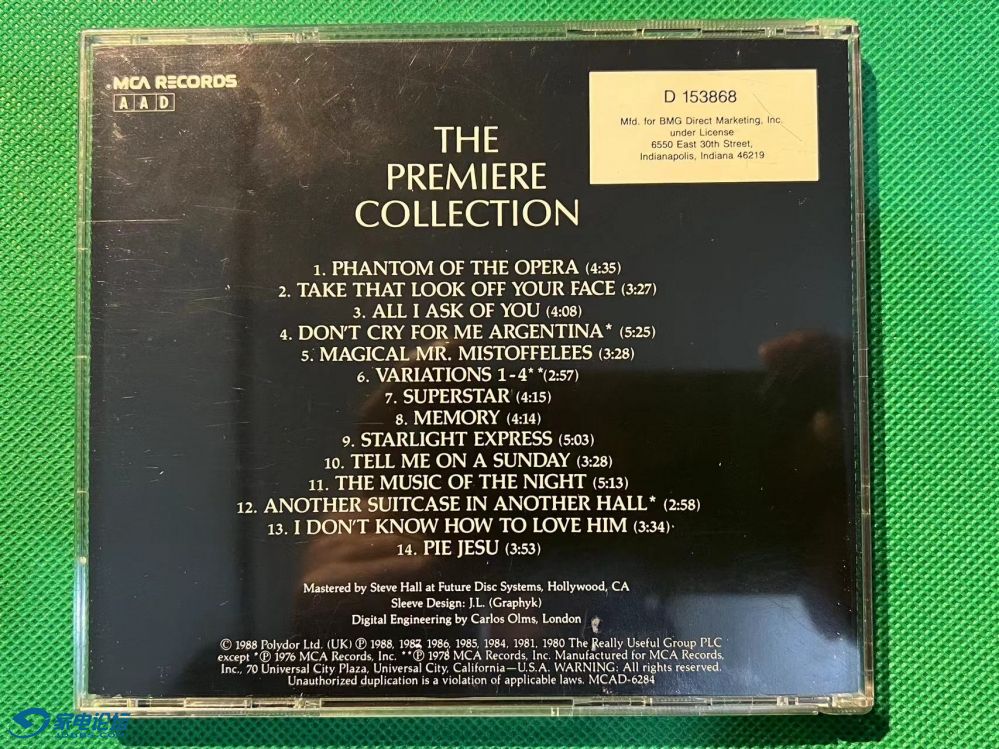 MCA RECORDS
A A D
D 153868
Mfd. for BMG Direct Marketing, Inc.
under License
6550 East 30th Street,
Indianapolis, Indiana 46219
THE
PREMIERE
COLLECTION
1. PHANTOM OF THE OPERA (4:35)
2. TAKE THAT LOOK OFF YOUR FACE (3:27)
3. ALL I ASK OF YOU (4:08)
4. DON'T CRY FOR ME ARGENTINA* (5:25)
5. MAGICAL MR. MISTOFFELEES (3:28)
6. VARIATIONS 1-4**(2:57)
7. SUPERSTAR (4:15)
8. MEMORY (4:14)
9. STARLIGHT EXPRESS (5:03)
10. TELL ME ON A SUNDAY (3:28)
11. THE MUSIC OF THE NIGHT (5:13)
12. ANOTHER SUITCASE IN ANOTHER HALL* (2:58)
13. I DON'T KNOW HOW TO LOVE HIM (3:34)
14. PIE JESU (3:53)
Mastered by Steve Hall at Future Disc Systems, Hollywood, CA
Sleeve Design: J.L. (Graphyk)
Digital Engineering by Carlos Olms, London
© 1988 Polydor Ltd. (UK) ℗ 1988, 1987, 1986, 1985, 1984, 1981, 1980 The Really Useful Group PLC
except *℗ 1976 MCA Records, Inc. **℗ 1978 MCA Records, Inc. Manufactured for MCA Records,
Inc., 70 Universal City Plaza, Universal City, California—U.S.A. WARNING: All rights reserved.
Unauthorized duplication is a violation of applicable laws. MCAD-6284
家电论坛